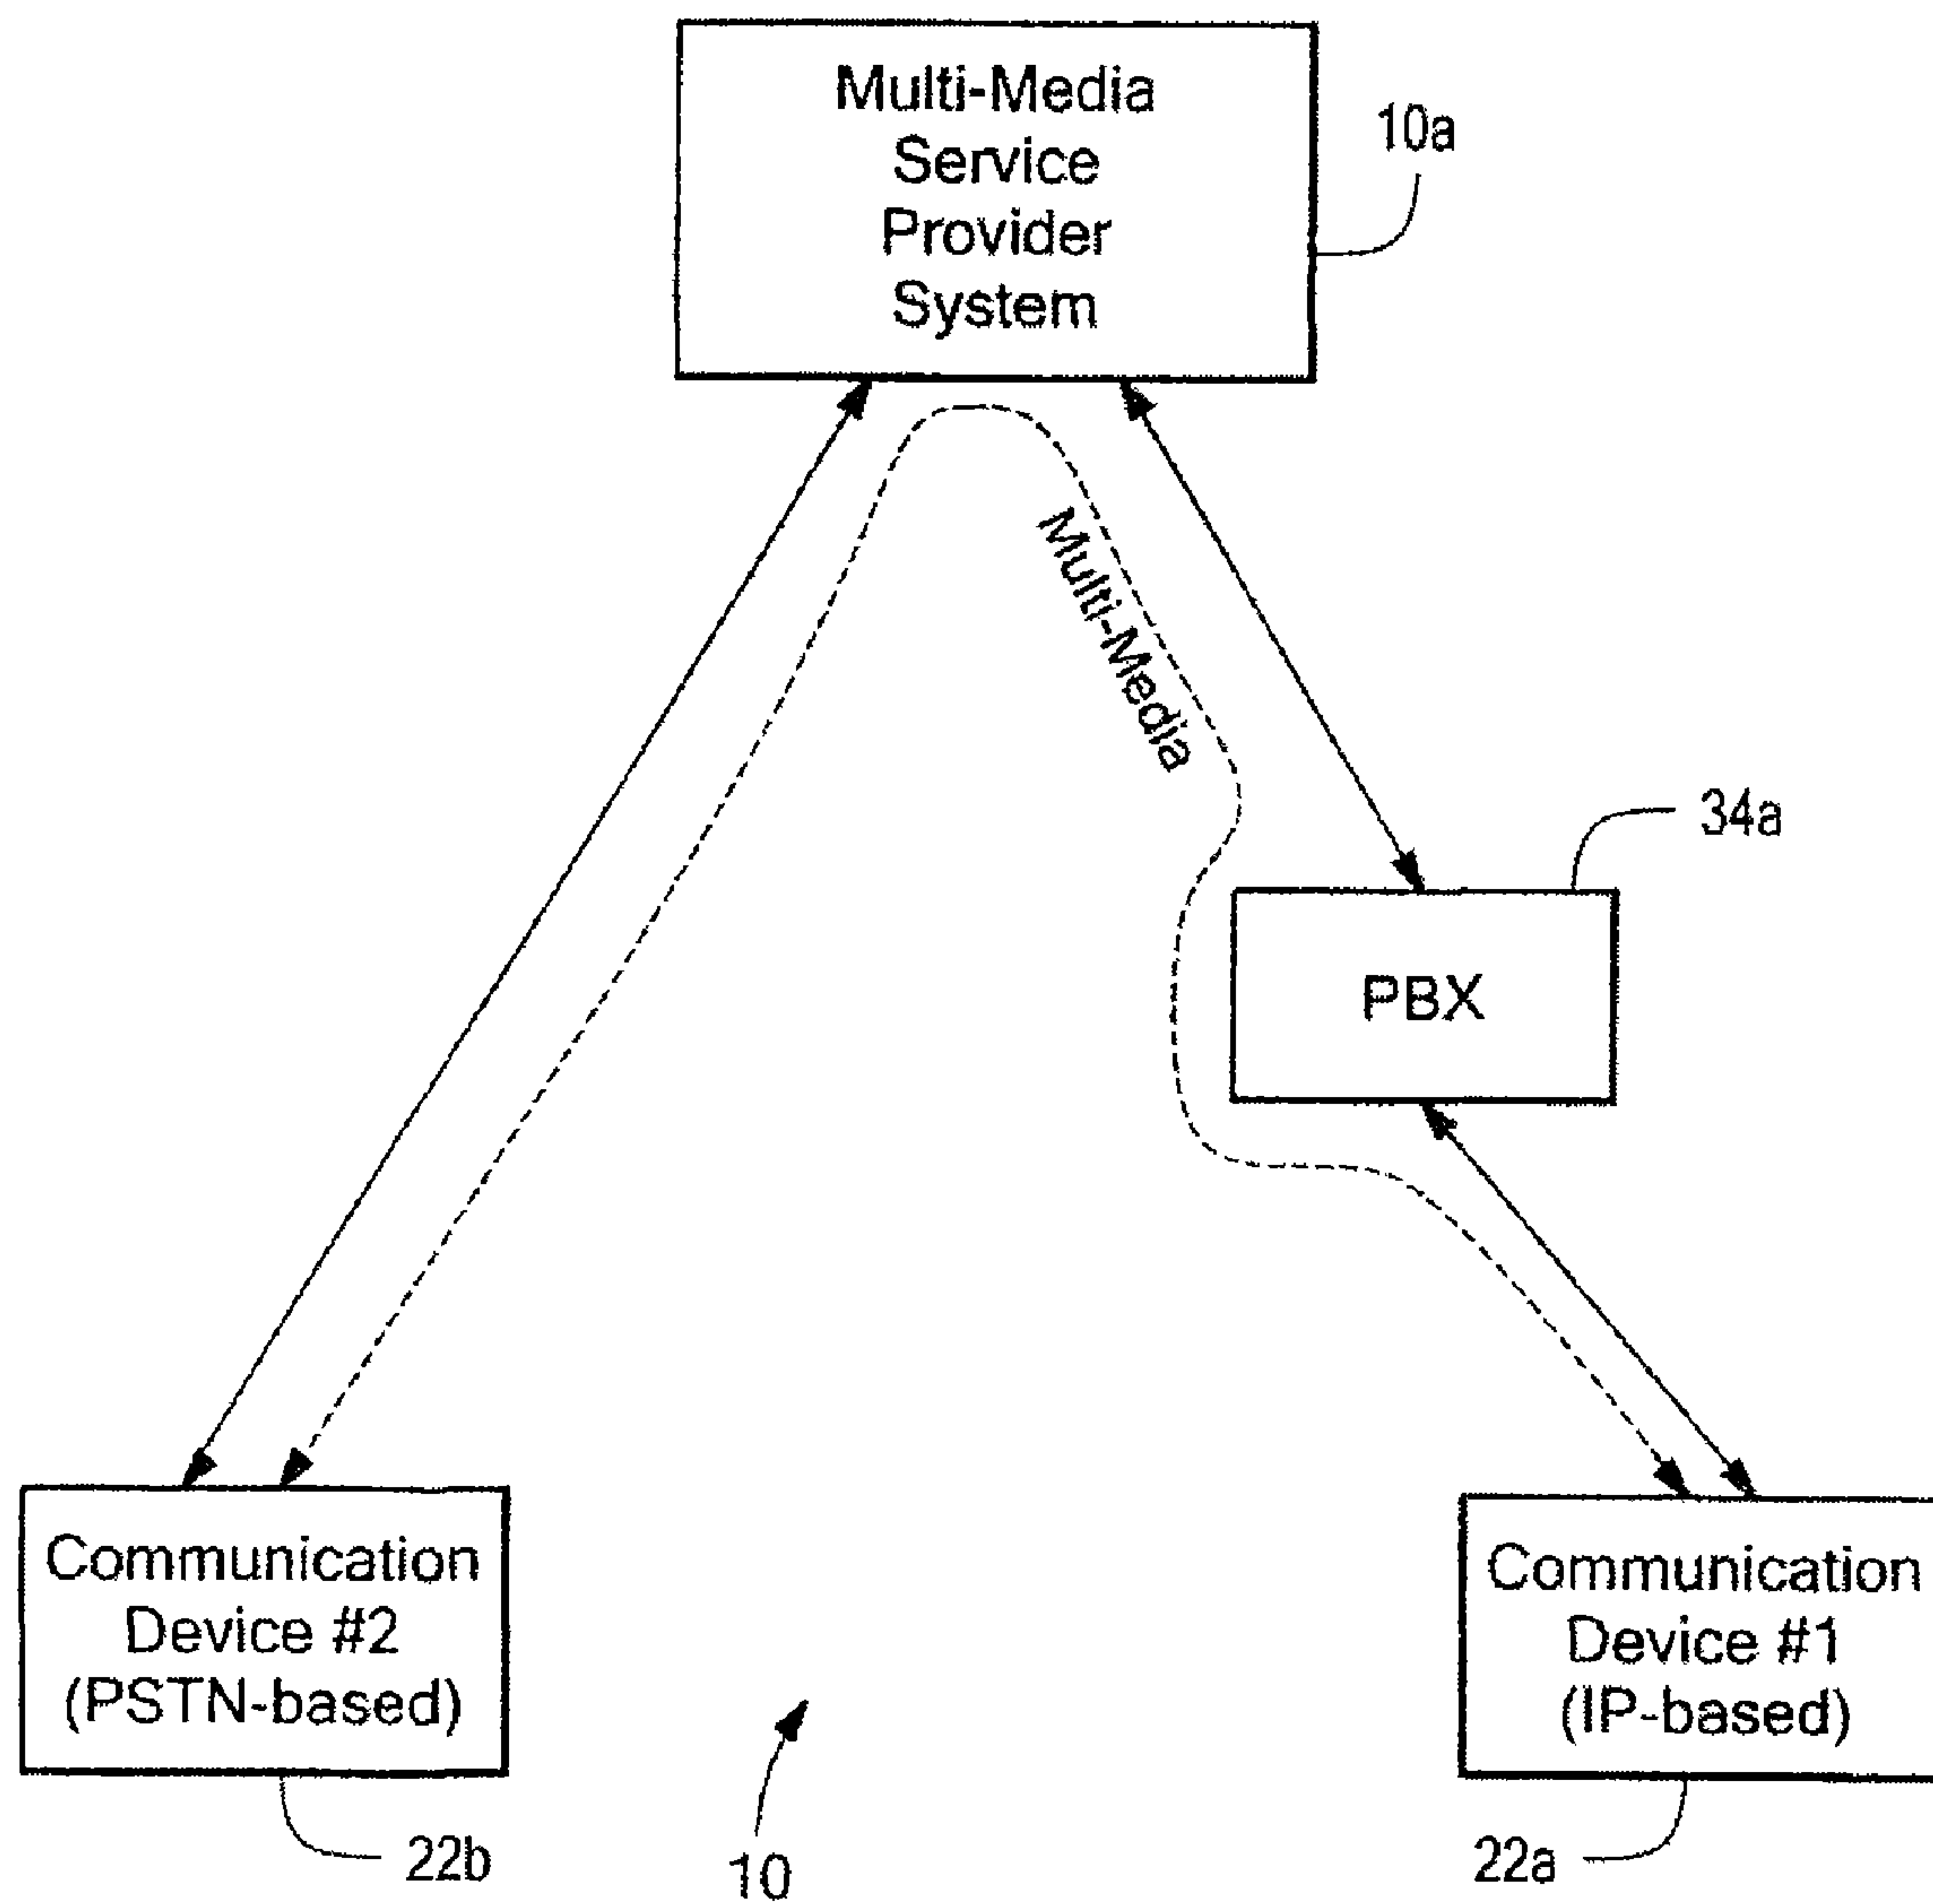 Multi-Media
Service
Provider
System
10a
Multi-Media
34a
PBX
Communication
Device #2
(PSTN-based)
Communication
Device #1
(IP-based)
22b
10
22a